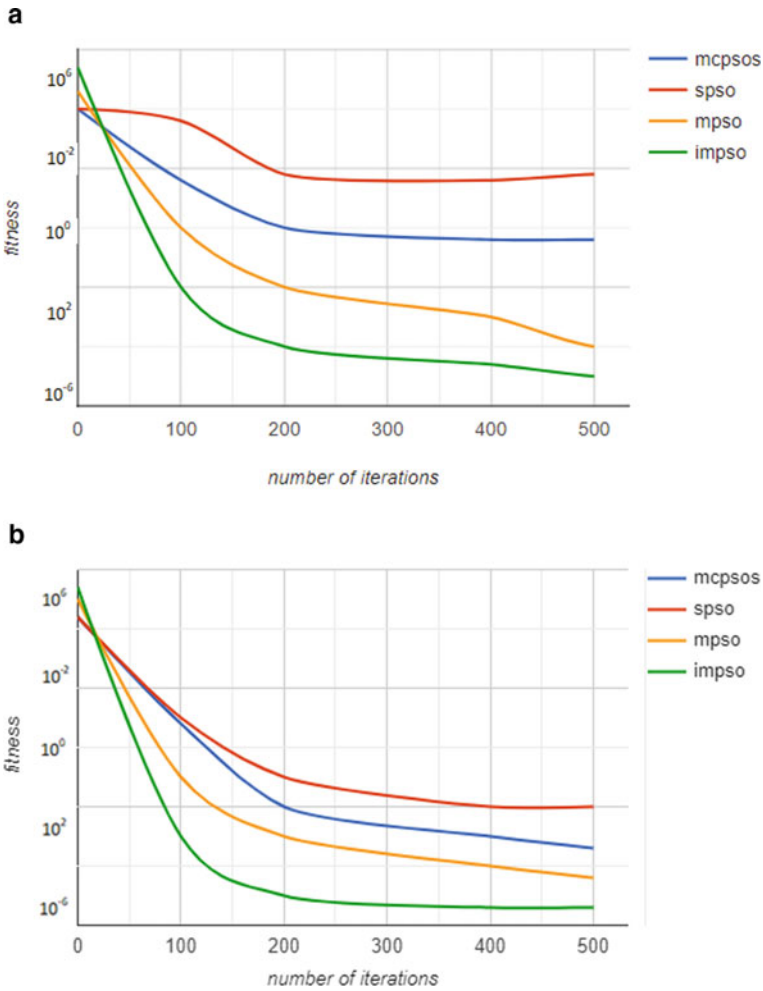 a
10^6
10^-2
10^0
10^2
10^-6
fitness
0 100 200 300 400 500
number of iterations
mcpsos
spso
mpso
impso
b
10^6
10^-2
10^0
10^2
10^-6
fitness
0 100 200 300 400 500
number of iterations
mcpsos
spso
mpso
impso